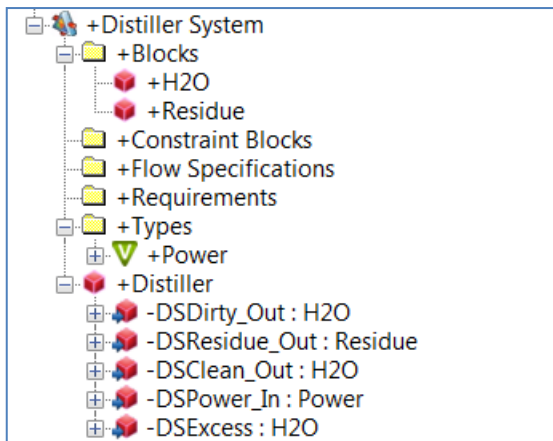 +Distiller System
+Blocks
+H2O
+Residue
+Constraint Blocks
+Flow Specifications
+Requirements
+Types
+Power
+Distiller
-DSDirty_Out : H2O
-DSResidue_Out : Residue
-DSClean_Out : H2O
-DSPower_In : Power
-DSExcess : H2O